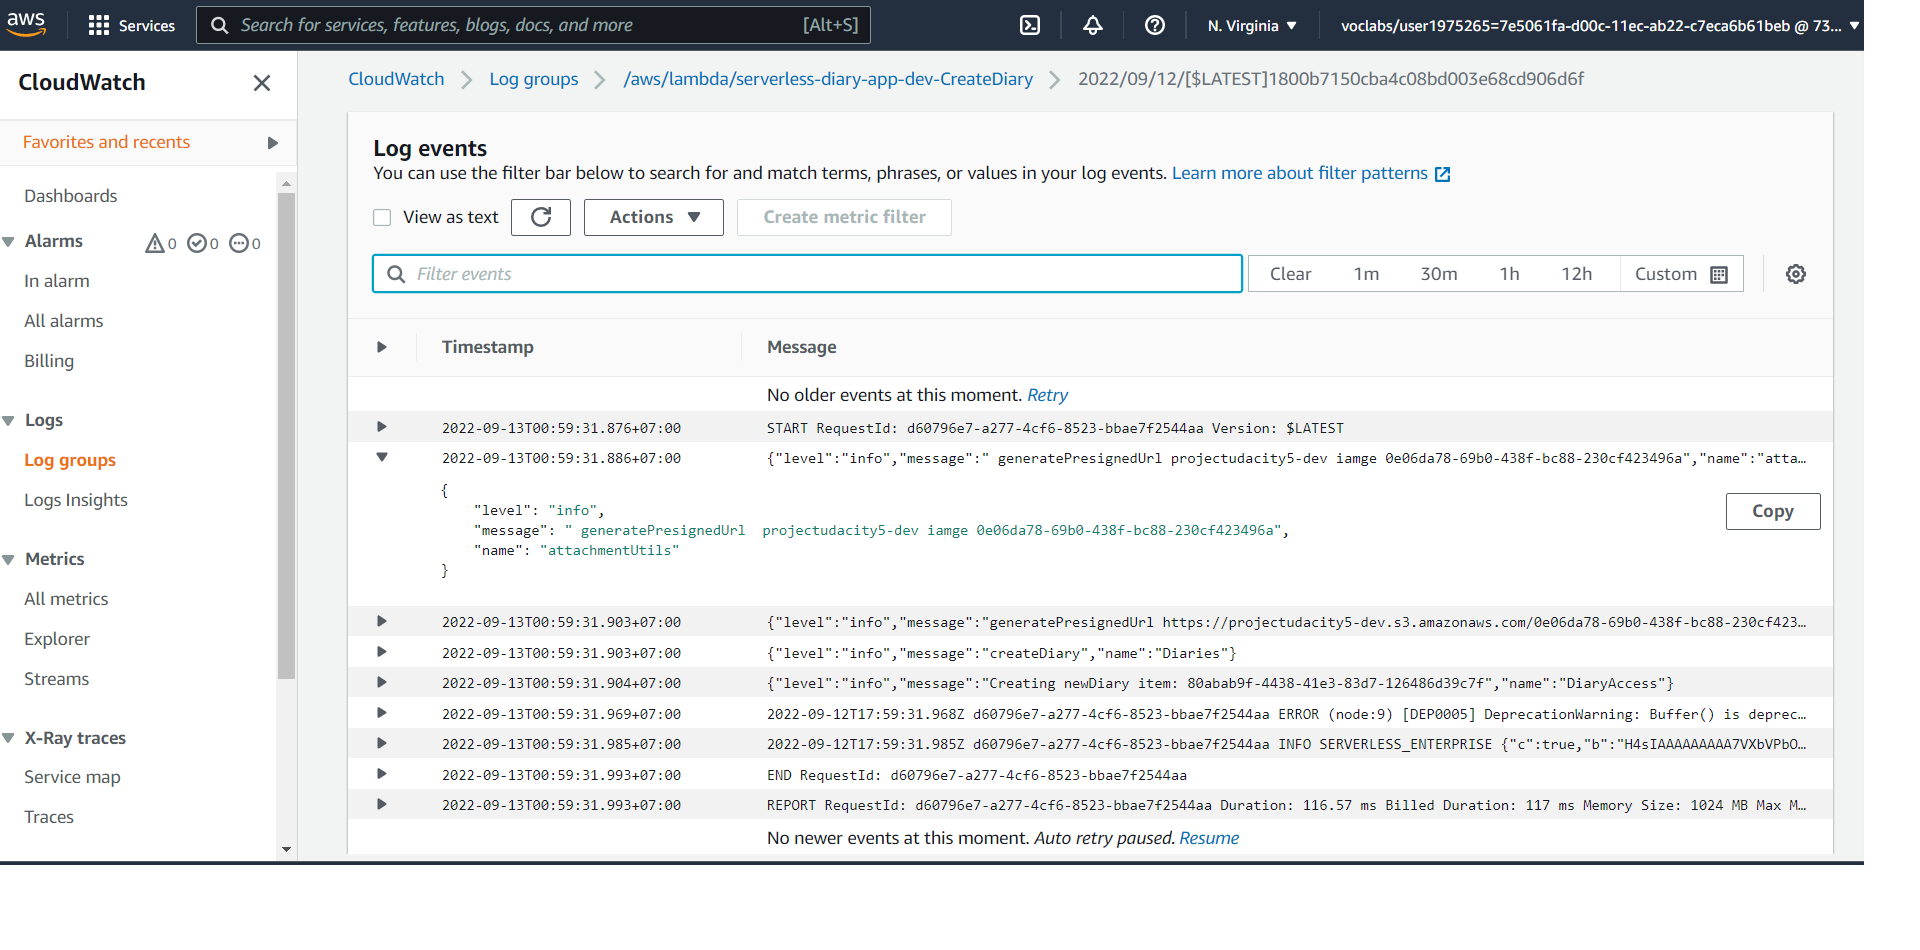 aws
Services
Search for services, features, blogs, docs, and more
[Alt+S]
N. Virginia
voclabs/user1975265=7e5061fa-d00c-11ec-ab22-c7eca6b61beb @ 73...
CloudWatch
Favorites and recents
Dashboards
Alarms 0 0 0
In alarm
All alarms
Billing
Logs
Log groups
Logs Insights
Metrics
All metrics
Explorer
Streams
X-Ray traces
Service map
Traces
CloudWatch
Log groups
/aws/lambda/serverless-diary-app-dev-CreateDiary
2022/09/12/[$LATEST]1800b7150cba4c08bd003e68cd906d6f
Log events
You can use the filter bar below to search for and match terms, phrases, or values in your log events. Learn more about filter patterns
View as text
Actions
Create metric filter
Filter events
Clear 1m 30m 1h 12h Custom
Timestamp Message
No older events at this moment. Retry
2022-09-13T00:59:31.876+07:00 START RequestId: d60796e7-a277-4cf6-8523-bbae7f2544aa Version: $LATEST
2022-09-13T00:59:31.886+07:00 {"level":"info","message":" generatePresignedUrl projectudacity5-dev iamge 0e06da78-69b0-438f-bc88-230cf423496a","name":"atta...
{
"level": "info",
"message": " generatePresignedUrl  projectudacity5-dev iamge 0e06da78-69b0-438f-bc88-230cf423496a",
"name": "attachmentUtils"
}
Copy
2022-09-13T00:59:31.903+07:00 {"level":"info","message":"generatePresignedUrl https://projectudacity5-dev.s3.amazonaws.com/0e06da78-69b0-438f-bc88-230cf423...
2022-09-13T00:59:31.903+07:00 {"level":"info","message":"createDiary","name":"Diaries"}
2022-09-13T00:59:31.904+07:00 {"level":"info","message":"Creating newDiary item: 80abab9f-4438-41e3-83d7-126486d39c7f","name":"DiaryAccess"}
2022-09-13T00:59:31.969+07:00 2022-09-12T17:59:31.968Z d60796e7-a277-4cf6-8523-bbae7f2544aa ERROR (node:9) [DEP0005] DeprecationWarning: Buffer() is deprec...
2022-09-13T00:59:31.985+07:00 2022-09-12T17:59:31.985Z d60796e7-a277-4cf6-8523-bbae7f2544aa INFO SERVERLESS_ENTERPRISE {"c":true,"b":"H4sIAAAAAAAAA7VXbVPbO...
2022-09-13T00:59:31.993+07:00 END RequestId: d60796e7-a277-4cf6-8523-bbae7f2544aa
2022-09-13T00:59:31.993+07:00 REPORT RequestId: d60796e7-a277-4cf6-8523-bbae7f2544aa Duration: 116.57 ms Billed Duration: 117 ms Memory Size: 1024 MB Max M...
No newer events at this moment. Auto retry paused. Resume